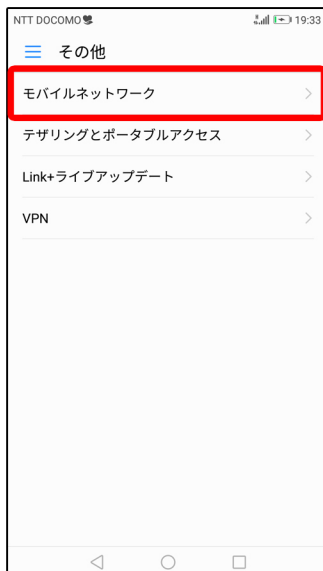 NTT DOCOMO 19:33
その他
モバイルネットワーク
テザリングとポータブルアクセス
Link+ライブアップデート
VPN